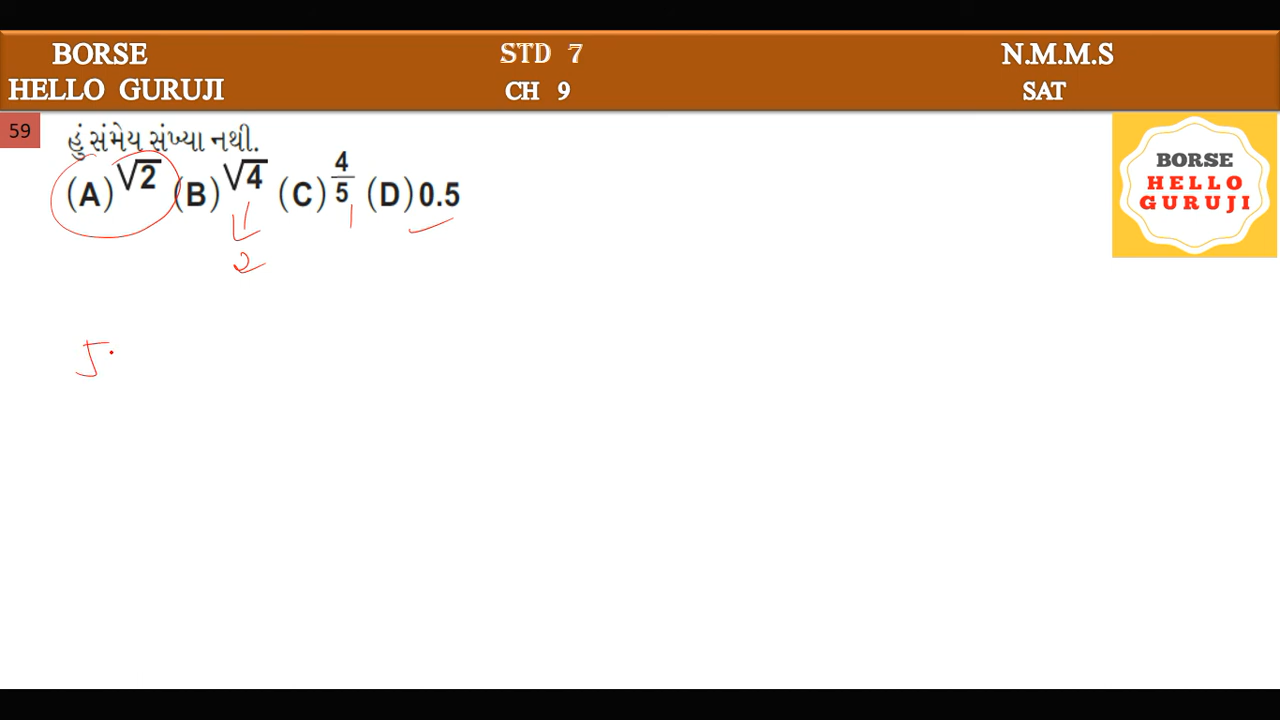 BORSE STD 7 N.M.M.S
HELLO GURUJI CH 9 SAT
59 હું સંમેય સંખ્યા નથી.
(A) √2 (B) √4 (C) 4/5 (D) 0.5
2
BORSE
HELLO
GURUJI